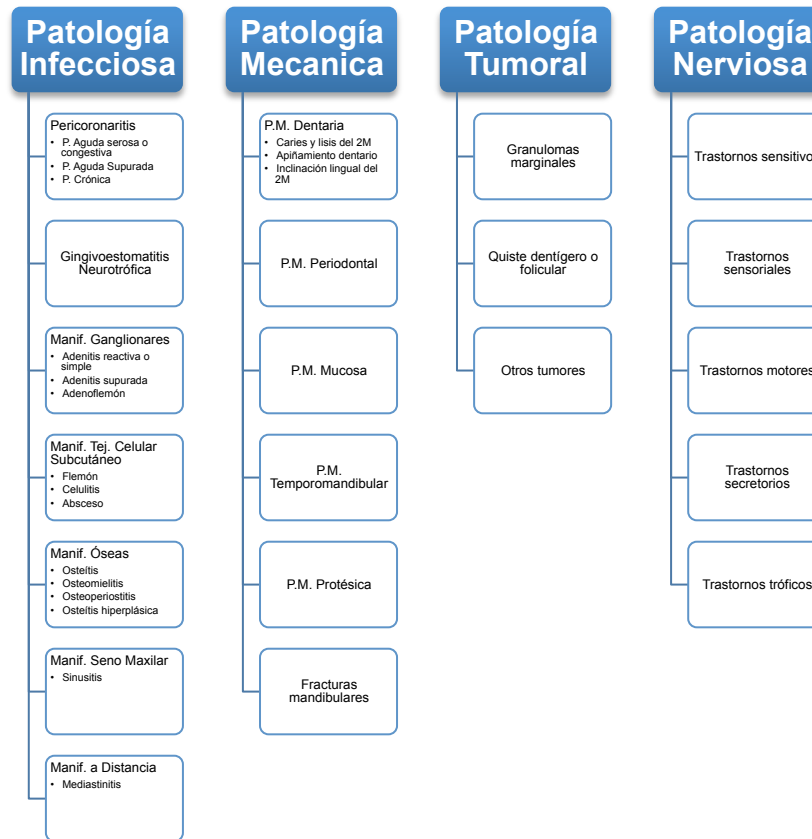 Patología
Infecciosa
Pericoronaritis
• P. Aguda serosa o
congestiva
• P. Aguda Supurada
• P. Crónica
Gingivoestomatitis
Neurotrófica
Manif. Ganglionares
• Adenitis reactiva o
simple
• Adenitis supurada
• Adenoflemón
Manif. Tej. Celular
Subcutáneo
• Flemón
• Celulitis
• Absceso
Manif. Óseas
• Osteítis
• Osteomielitis
• Osteoperiostitis
• Osteítis hiperplásica
Manif. Seno Maxilar
• Sinusitis
Manif. a Distancia
• Mediastinitis
Patología
Mecanica
P.M. Dentaria
• Caries y lisis del 2M
• Apiñamiento dentario
• Inclinación lingual del
2M
P.M. Periodontal
P.M. Mucosa
P.M.
Temporomandibular
P.M. Protésica
Fracturas
mandibulares
Patología
Tumoral
Granulomas
marginales
Quiste dentígero o
folicular
Otros tumores
Patología
Nerviosa
Trastornos sensitivo
Trastornos
sensoriales
Trastornos motores
Trastornos
secretorios
Trastornos tróficos